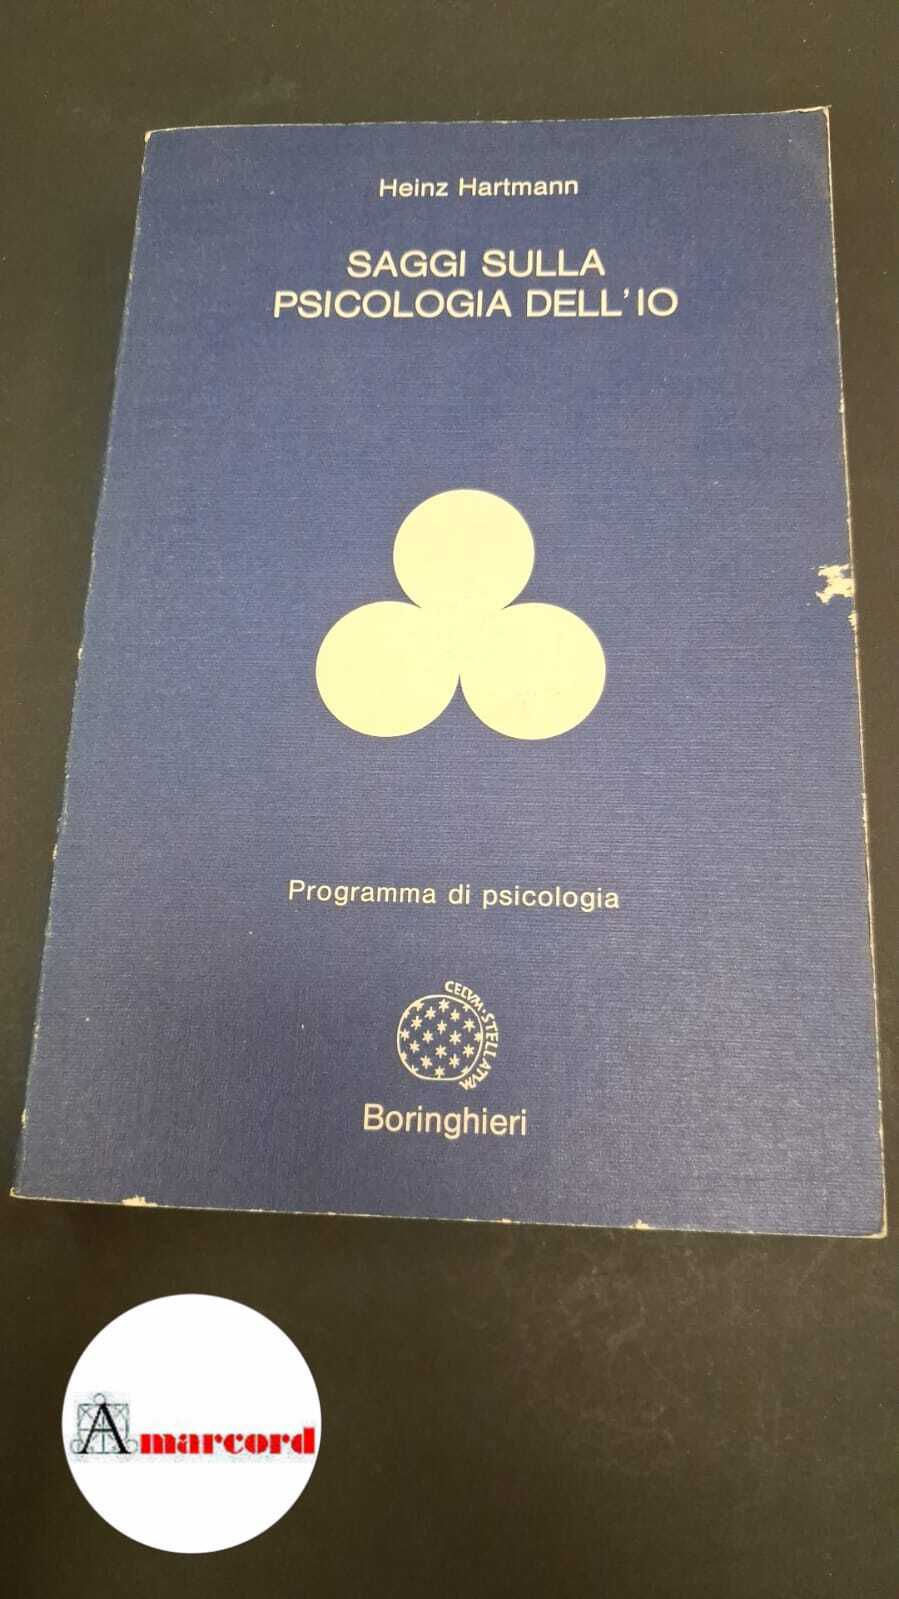 Heinz Hartmann
SAGGI SULLA
PSICOLOGIA DELL'IO
Programma di psicologia
CELVM·STELLATVM
Boringhieri
Amarcord